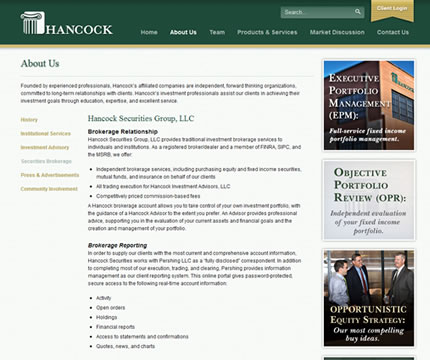 HANCOCK
Search...
Client Login
Home About Us Team Products & Services Market Discussion Contact Us
About Us
Founded by experienced professionals, Hancock's affiliated companies are independent, forward thinking organizations,
committed to long-term relationships with clients. Hancock's investment professionals assist our clients in achieving their
investment goals through education, expertise, and excellent service.
History
Institutional Services
Investment Advisory
Securities Brokerage
Press & Advertisements
Community Involvement
Hancock Securities Group, LLC
Brokerage Relationship
Hancock Securities Group, LLC provides traditional investment brokerage services to
individuals and institutions. As a registered broker/dealer and a member of FINRA, SIPC, and
the MSRB, we offer:
• Independent brokerage services, including purchasing equity and fixed income securities,
mutual funds, and insurance on behalf of our clients
• All trading execution for Hancock Investment Advisors, LLC
• Competitively priced commission-based fees
A Hancock brokerage account allows you to take control of your own investment portfolio, with
the guidance of a Hancock Advisor to the extent you prefer. An Advisor provides professional
advice, supporting you in the evaluation of your current assets and financial goals and the
creation and management of your portfolio.
Brokerage Reporting
In order to supply our clients with the most current and comprehensive account information,
Hancock Securities works with Pershing LLC as a "fully disclosed" correspondent. In addition
to completing most of our execution, trading, and clearing, Pershing provides information
management as our client reporting system. This online portal gives password-protected,
secure access to the following real-time account information:
• Activity
• Open orders
• Holdings
• Financial reports
• Access to statements and confirmations
• Quotes, news, and charts
EXECUTIVE
PORTFOLIO
MANAGEMENT
(EPM):
Full-service fixed income
portfolio management.
OBJECTIVE
PORTFOLIO
REVIEW (OPR):
Independent evaluation
of your fixed income
portfolio.
OPPORTUNISTIC
EQUITY STRATEGY:
Our most compelling
buy ideas.